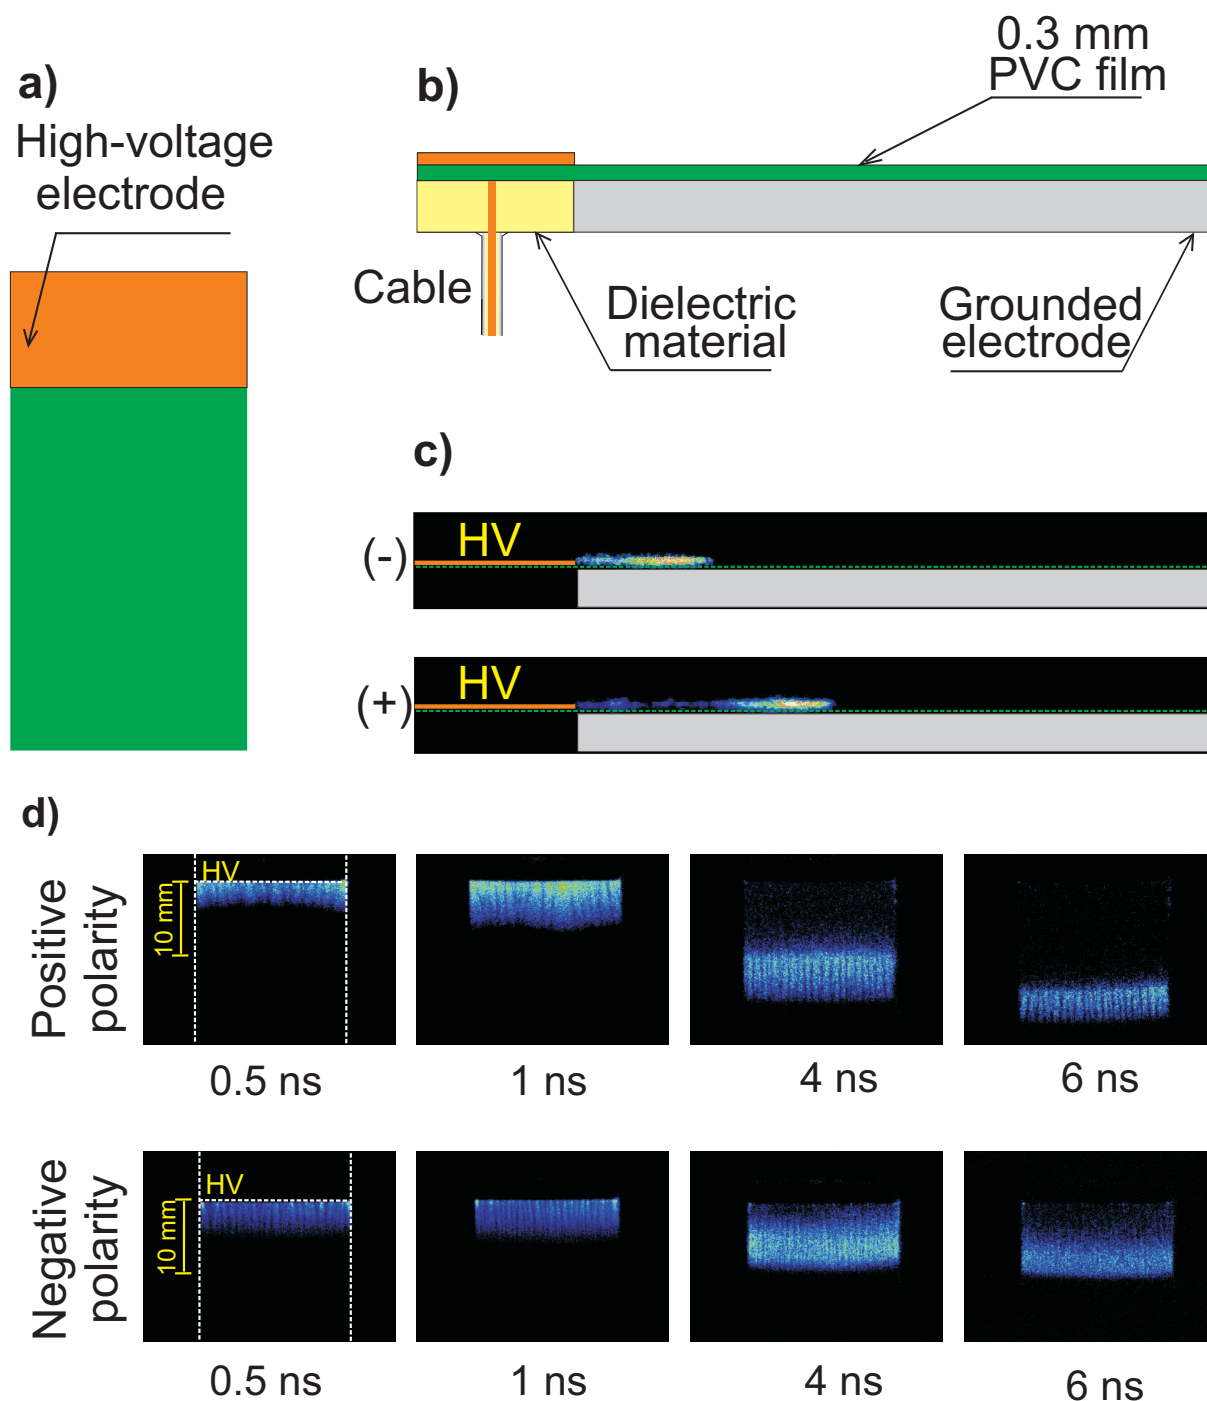 a)
High-voltage
electrode
b)
0.3 mm
PVC film
Cable
Dielectric
material
Grounded
electrode
c)
(-)
HV
(+)
HV
d)
Positive
polarity
HV
10 mm
0.5 ns
1 ns
4 ns
6 ns
Negative
polarity
HV
10 mm
0.5 ns
1 ns
4 ns
6 ns